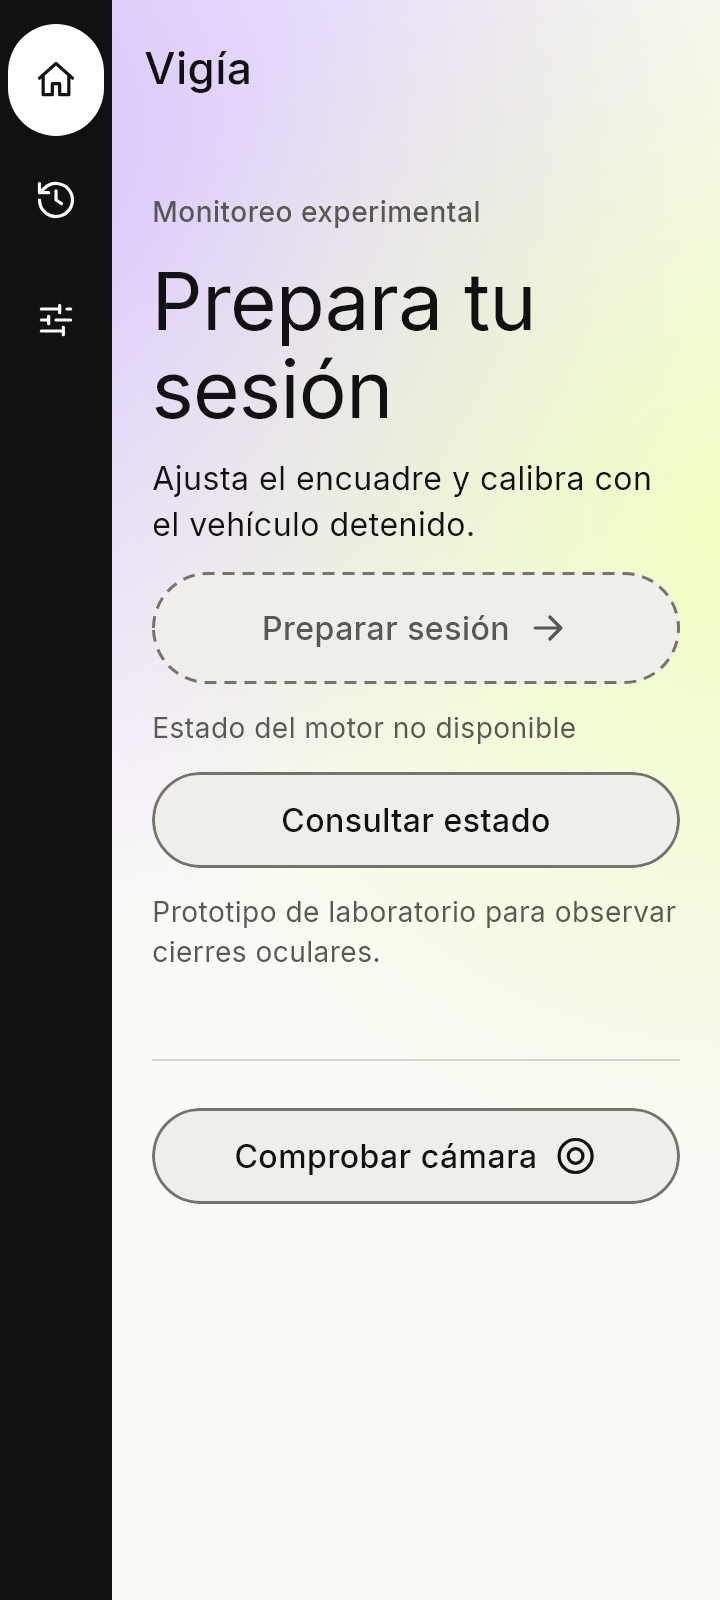 Vigía
Monitoreo experimental
Prepara tu
sesión
Ajusta el encuadre y calibra con
el vehículo detenido.
Preparar sesión
Estado del motor no disponible
Consultar estado
Prototipo de laboratorio para observar
cierres oculares.
Comprobar cámara